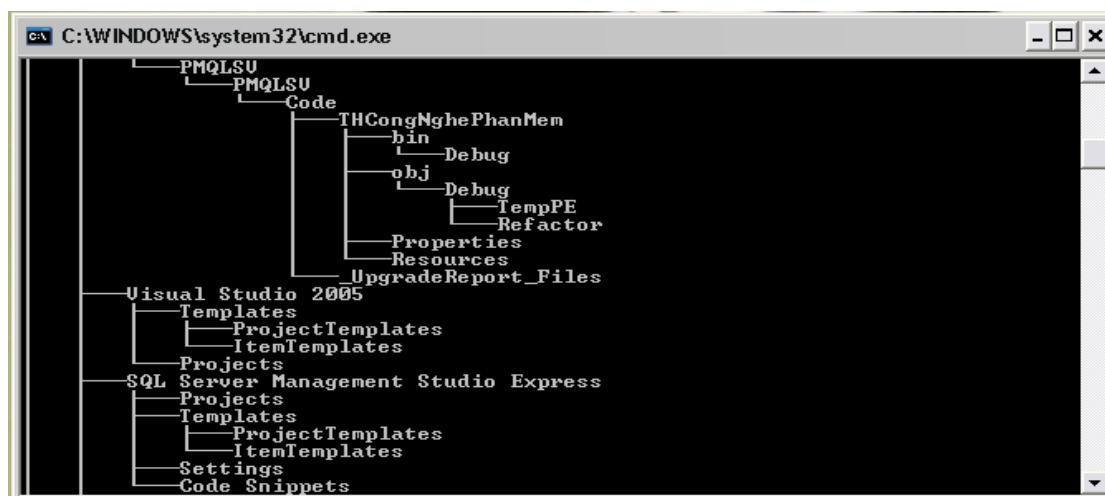 C:\WINDOWS\system32\cmd.exe
PMQLSV
PMQLSV
Code
THCongNghePhanMem
bin
Debug
obj
Debug
TempPE
Refactor
Properties
Resources
_UpgradeReport_Files
Visual Studio 2005
Templates
ProjectTemplates
ItemTemplates
Projects
SQL Server Management Studio Express
Projects
Templates
ProjectTemplates
ItemTemplates
Settings
Code Snippets